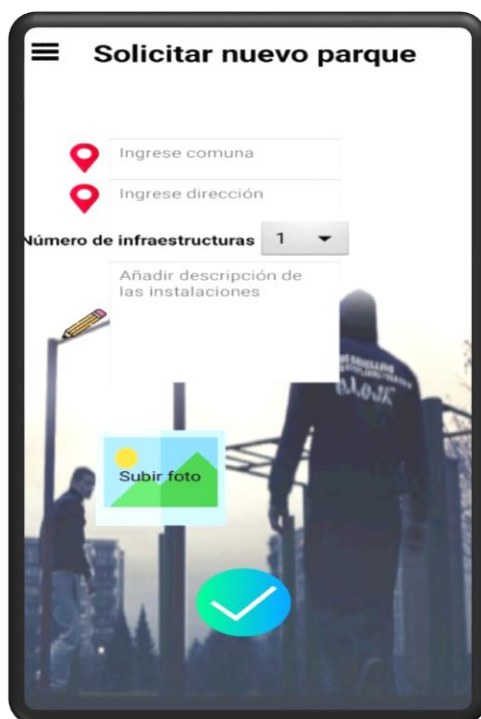 Solicitar nuevo parque
Ingrese comuna
Ingrese dirección
Número de infraestructuras 1
Añadir descripción de
las instalaciones
Subir foto